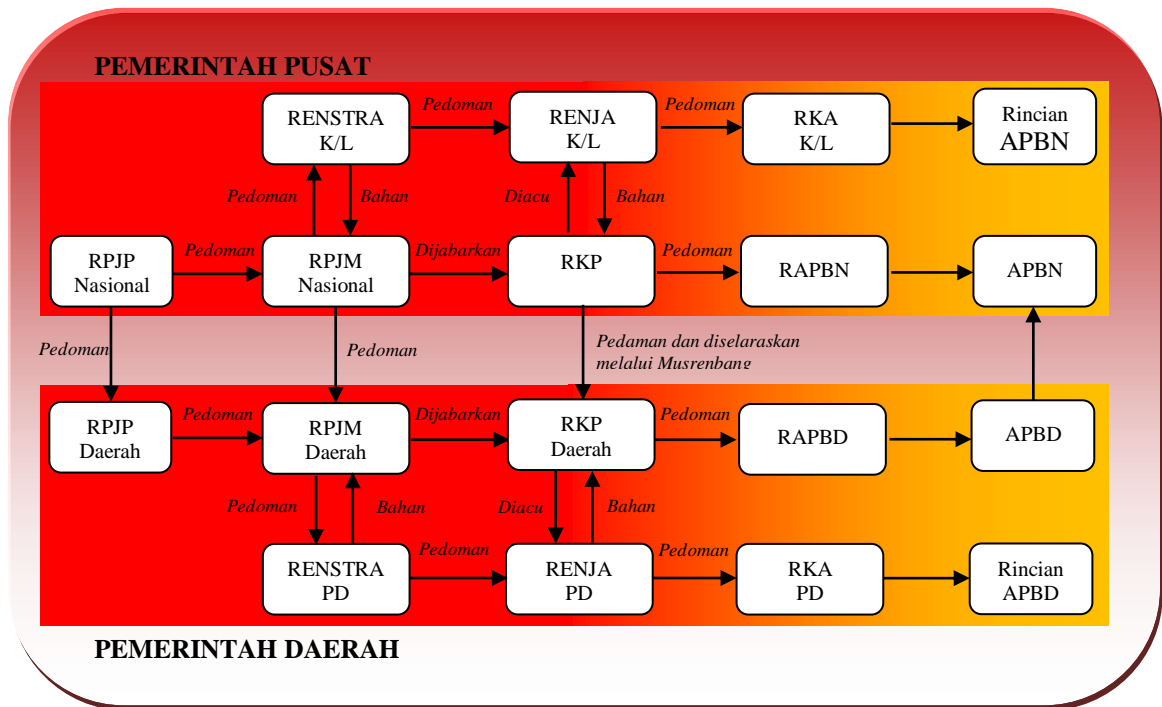 PEMERINTAH PUSAT
RENSTRA
K/L
Pedoman
RENJA
K/L
Pedoman
RKA
K/L
Rincian
APBN
Pedoman
Bahan
Diacu
Bahan
RPJP
Nasional
Pedoman
RPJM
Nasional
Dijabarkan
RKP
Pedoman
RAPBN
APBN
Pedoman
Pedoman
Pedaman dan diselaraskan
melalui Musrenbang
RPJP
Daerah
Pedoman
RPJM
Daerah
Dijabarkan
RKP
Daerah
Pedoman
RAPBD
APBD
Pedoman
Bahan
Diacu
Bahan
RENSTRA
PD
Pedoman
RENJA
PD
Pedoman
RKA
PD
Rincian
APBD
PEMERINTAH DAERAH